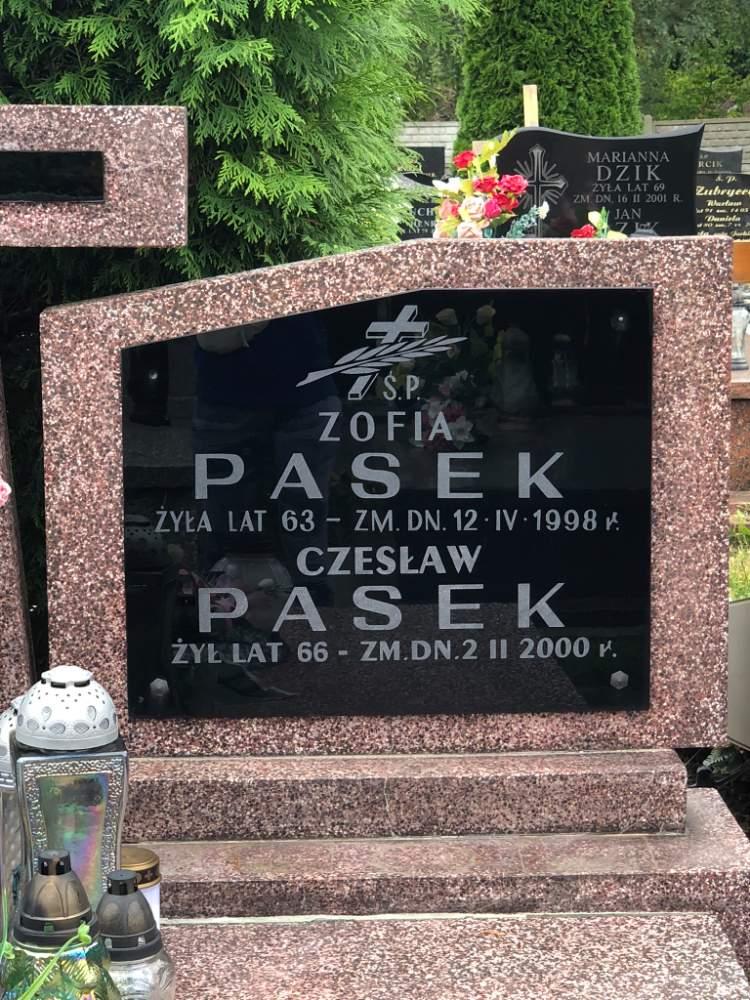 Ś.P.
ZOFIA
PASEK
ŻYŁA LAT 63 – ZM. DN. 12·IV·1998 r.
CZESŁAW
PASEK
ŻYŁ LAT 66 – ZM. DN. 2 II 2000 r.
MARIANNA
DZIK
ŻYŁA LAT 69
ZM. DN. 16 II 2001 R.
JAN
Ś. P.
Wacław